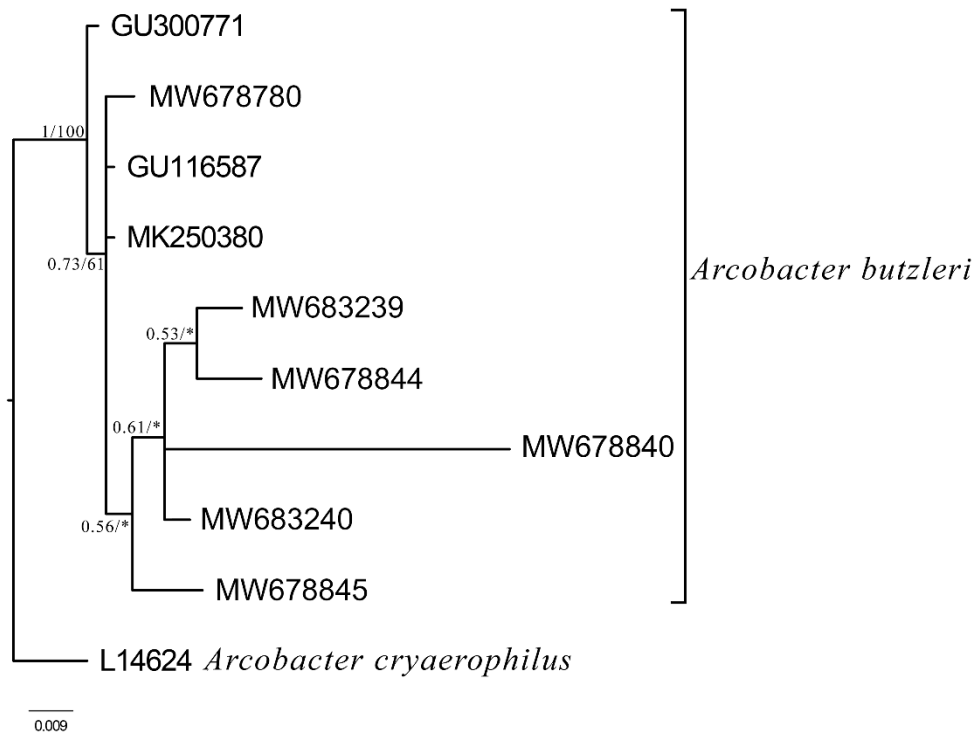 GU300771
MW678780
1/100
GU116587
MK250380
0.73/61
Arcobacter butzleri
MW683239
0.53/*
MW678844
0.61/*
MW678840
MW683240
0.56/*
MW678845
L14624 Arcobacter cryaerophilus
0.009